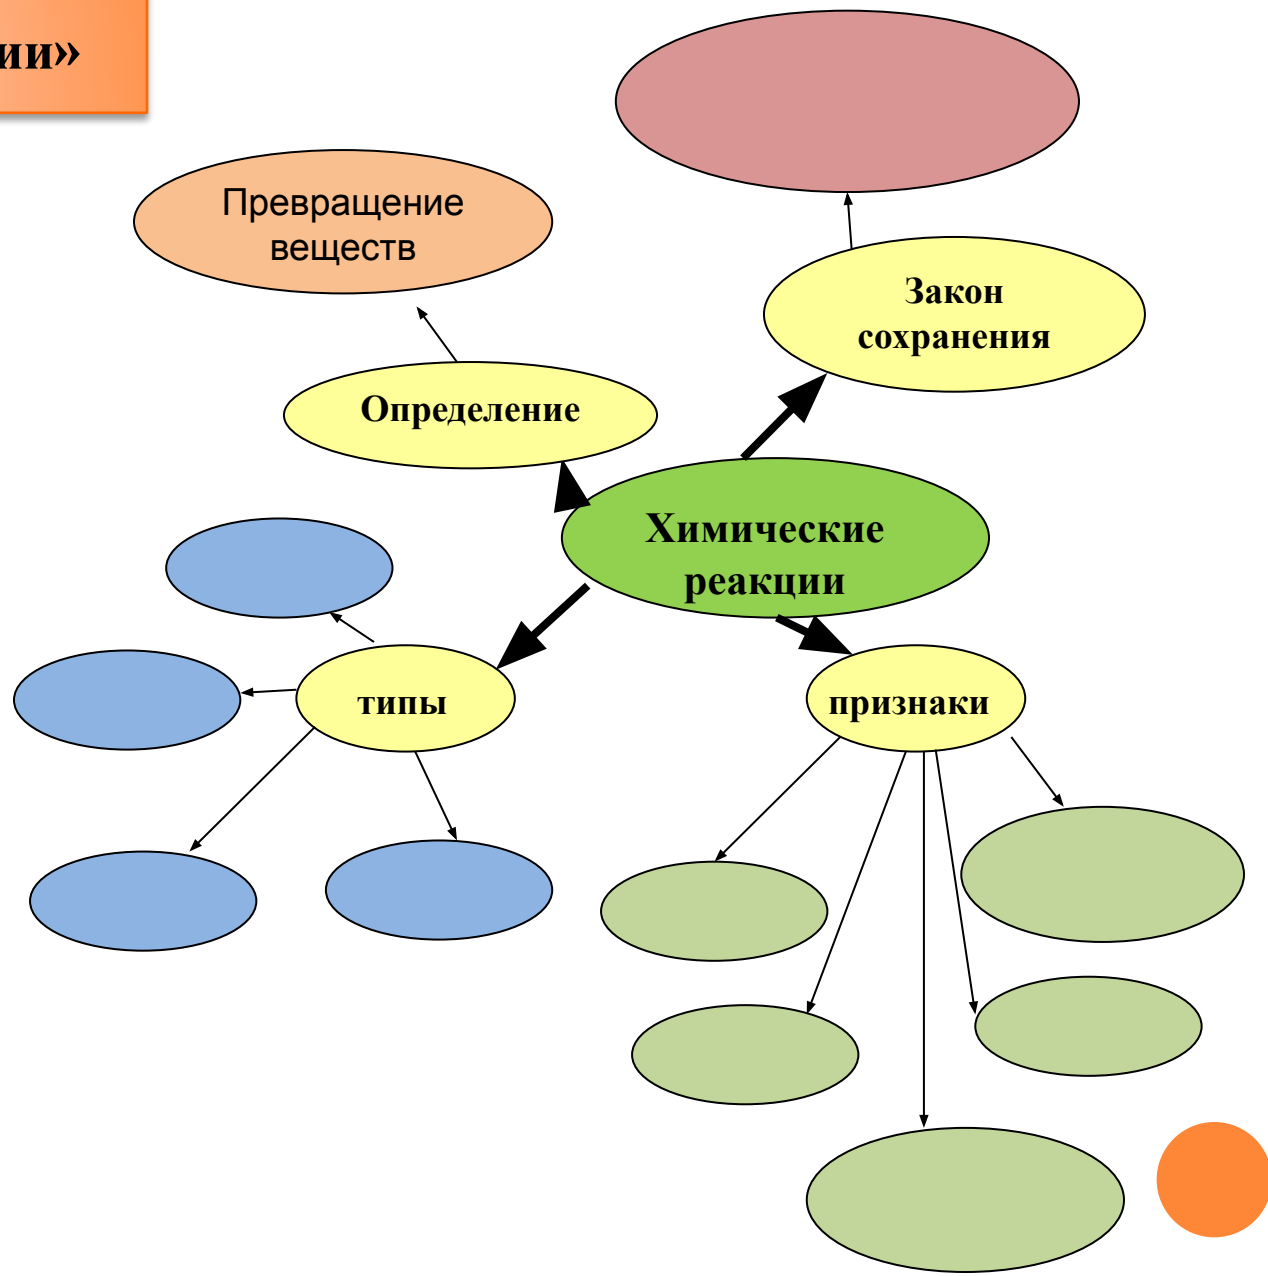 ии»
Превращение
веществ
Закон
сохранения
Определение
Химические
реакции
типы
признаки